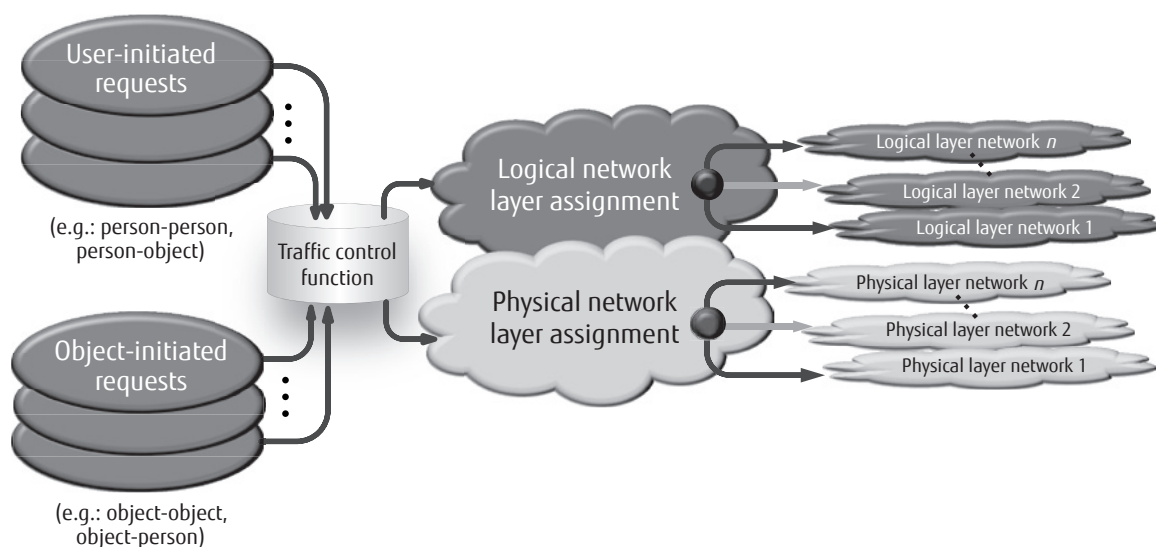 User-initiated
requests
(e.g.: person-person,
person-object)
Object-initiated
requests
(e.g.: object-object,
object-person)
Traffic control
function
Logical network
layer assignment
Physical network
layer assignment
Logical layer network n
Logical layer network 2
Logical layer network 1
Physical layer network n
Physical layer network 2
Physical layer network 1